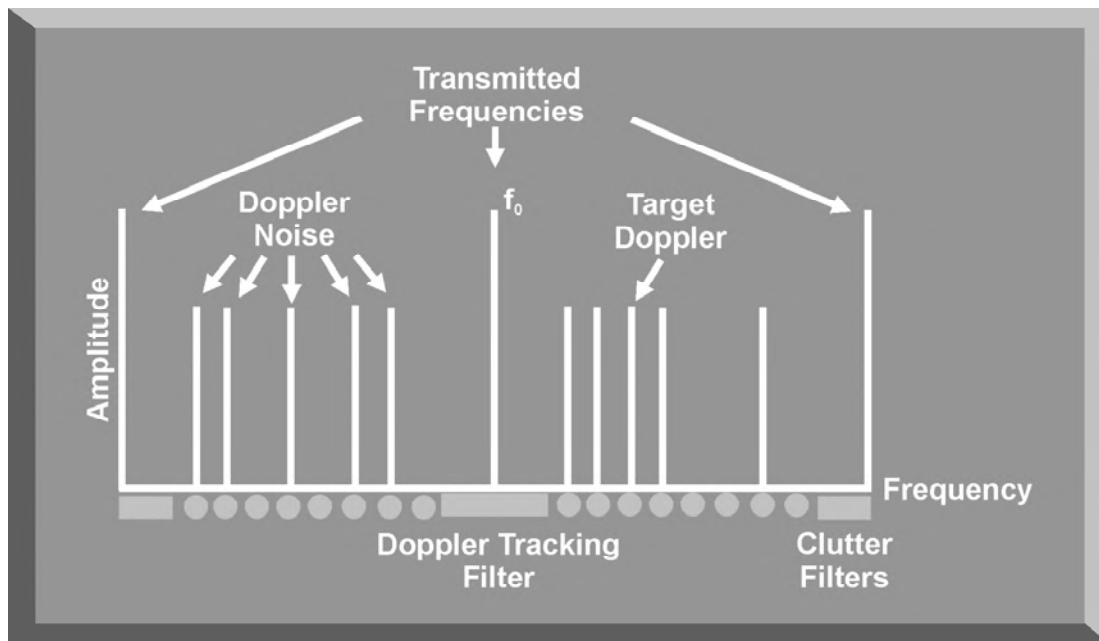 Transmitted
Frequencies
f₀
Doppler
Noise
Target
Doppler
Amplitude
Frequency
Doppler Tracking
Filter
Clutter
Filters